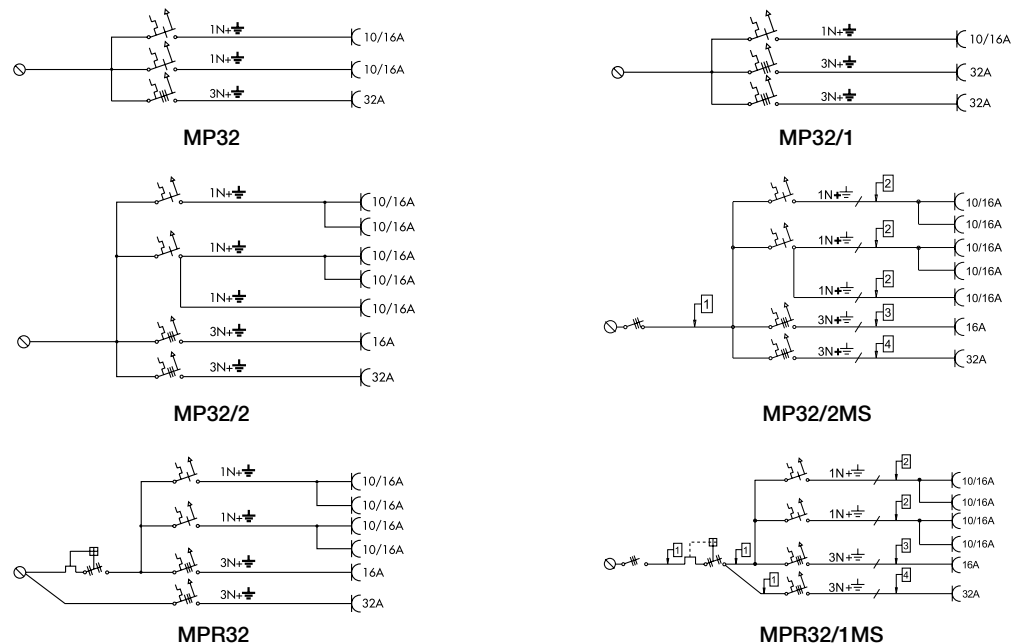 1N+ 10/16A
1N+ 10/16A
3N+ 32A
MP32
1N+ 10/16A
3N+ 32A
3N+ 32A
MP32/1
1N+ 10/16A
10/16A
1N+ 10/16A
10/16A
1N+ 10/16A
3N+ 16A
3N+ 32A
MP32/2
1N+ 2 10/16A
10/16A
1N+ 2 10/16A
10/16A
1N+ 2 10/16A
1 3N+ 3 16A
3N+ 4 32A
MP32/2MS
1N+ 10/16A
10/16A
1N+ 10/16A
10/16A
3N+ 16A
3N+ 32A
MPR32
1N+ 2 10/16A
10/16A
1N+ 2 10/16A
10/16A
1 1 3N+ 3 16A
1 3N+ 4 32A
MPR32/1MS